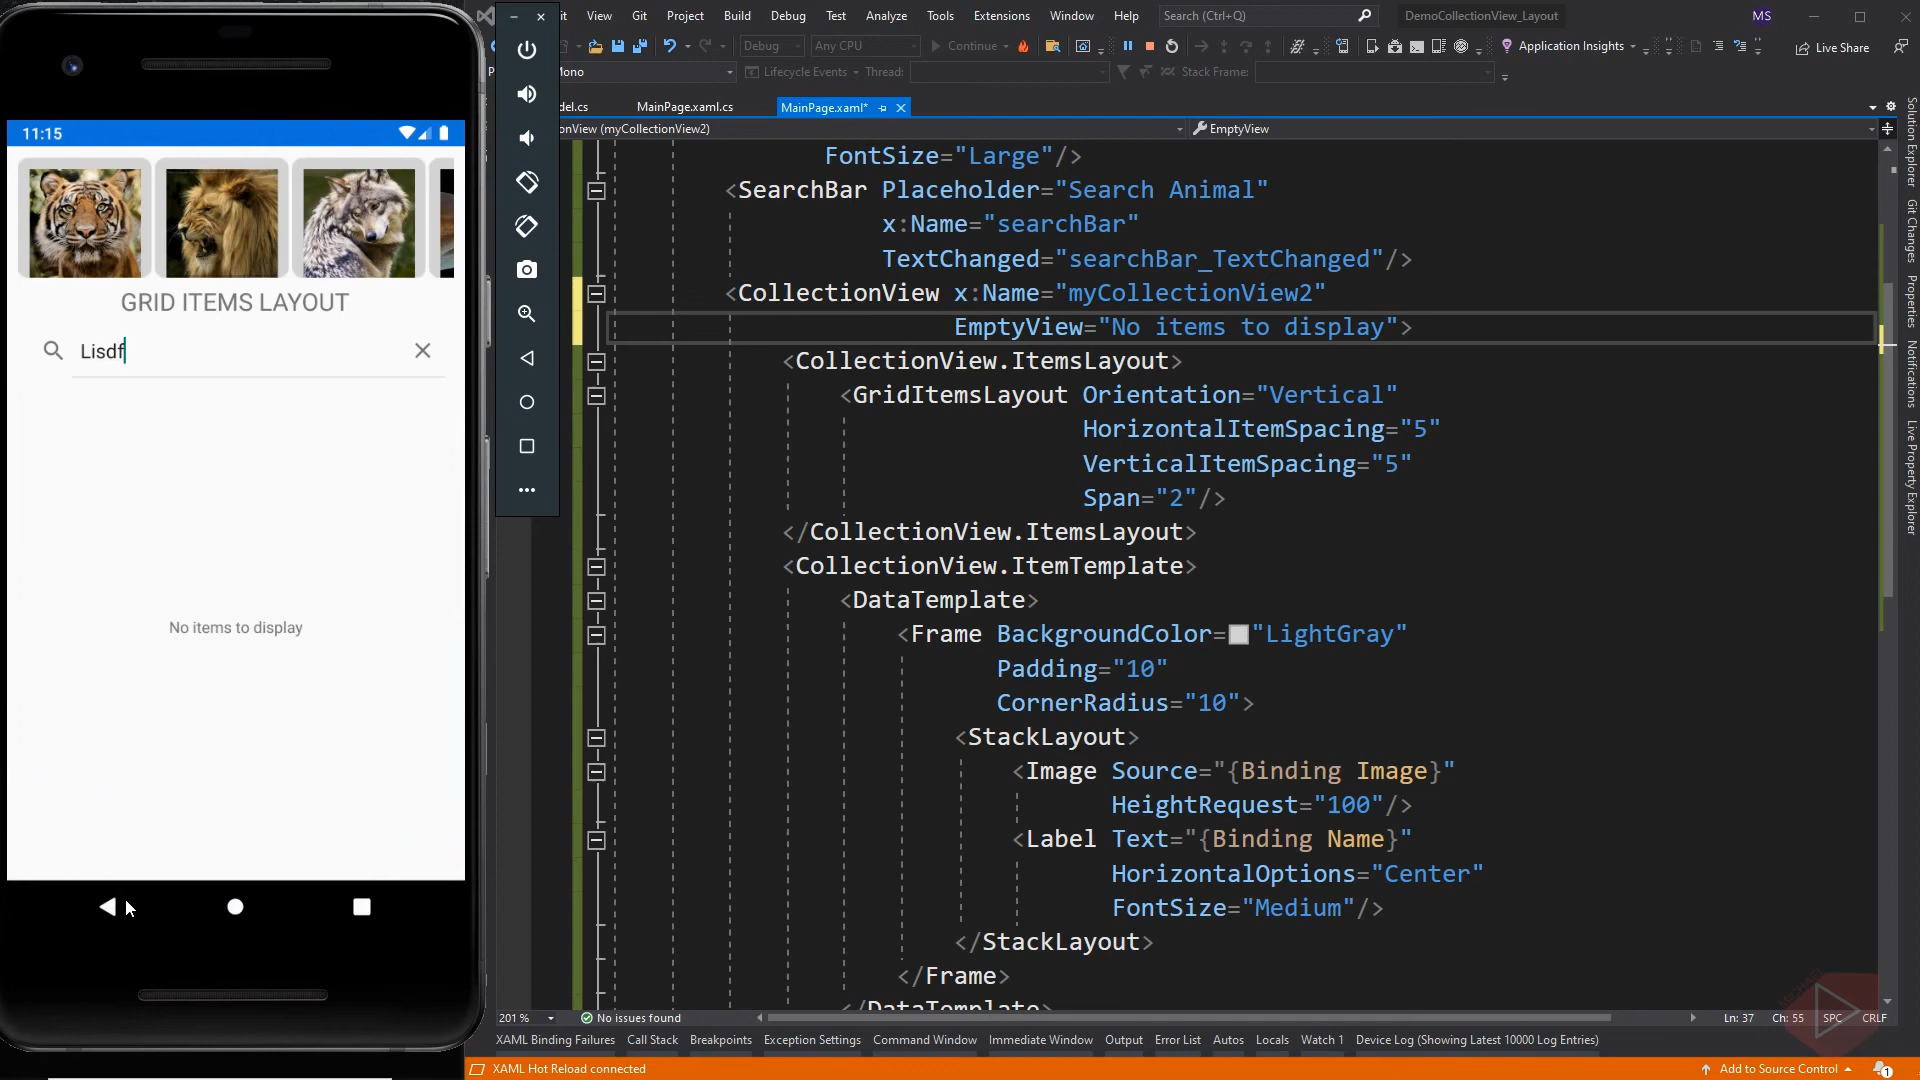 View Git Project Build Debug Test Analyze Tools Extensions Window Help Search (Ctrl+Q) DemoCollectionView_Layout MS
Debug Any CPU Continue Application Insights Live Share
Mono Lifecycle Events Thread: Stack Frame:
del.cs MainPage.xaml.cs MainPage.xaml*
onView (myCollectionView2) EmptyView
11:15
GRID ITEMS LAYOUT
Lisdf
No items to display
FontSize="Large"/>
<SearchBar Placeholder="Search Animal"
x:Name="searchBar"
TextChanged="searchBar_TextChanged"/>
<CollectionView x:Name="myCollectionView2"
EmptyView="No items to display">
<CollectionView.ItemsLayout>
<GridItemsLayout Orientation="Vertical"
HorizontalItemSpacing="5"
VerticalItemSpacing="5"
Span="2"/>
</CollectionView.ItemsLayout>
<CollectionView.ItemTemplate>
<DataTemplate>
<Frame BackgroundColor="LightGray"
Padding="10"
CornerRadius="10">
<StackLayout>
<Image Source="{Binding Image}"
HeightRequest="100"/>
<Label Text="{Binding Name}"
HorizontalOptions="Center"
FontSize="Medium"/>
</StackLayout>
</Frame>
</DataTemplate>
Solution Explorer
Git Changes
Properties
Notifications
Live Property Explorer
201 % No issues found Ln: 37 Ch: 55 SPC CRLF
XAML Binding Failures Call Stack Breakpoints Exception Settings Command Window Immediate Window Output Error List Autos Locals Watch 1 Device Log (Showing Latest 10000 Log Entries)
XAML Hot Reload connected Add to Source Control 1